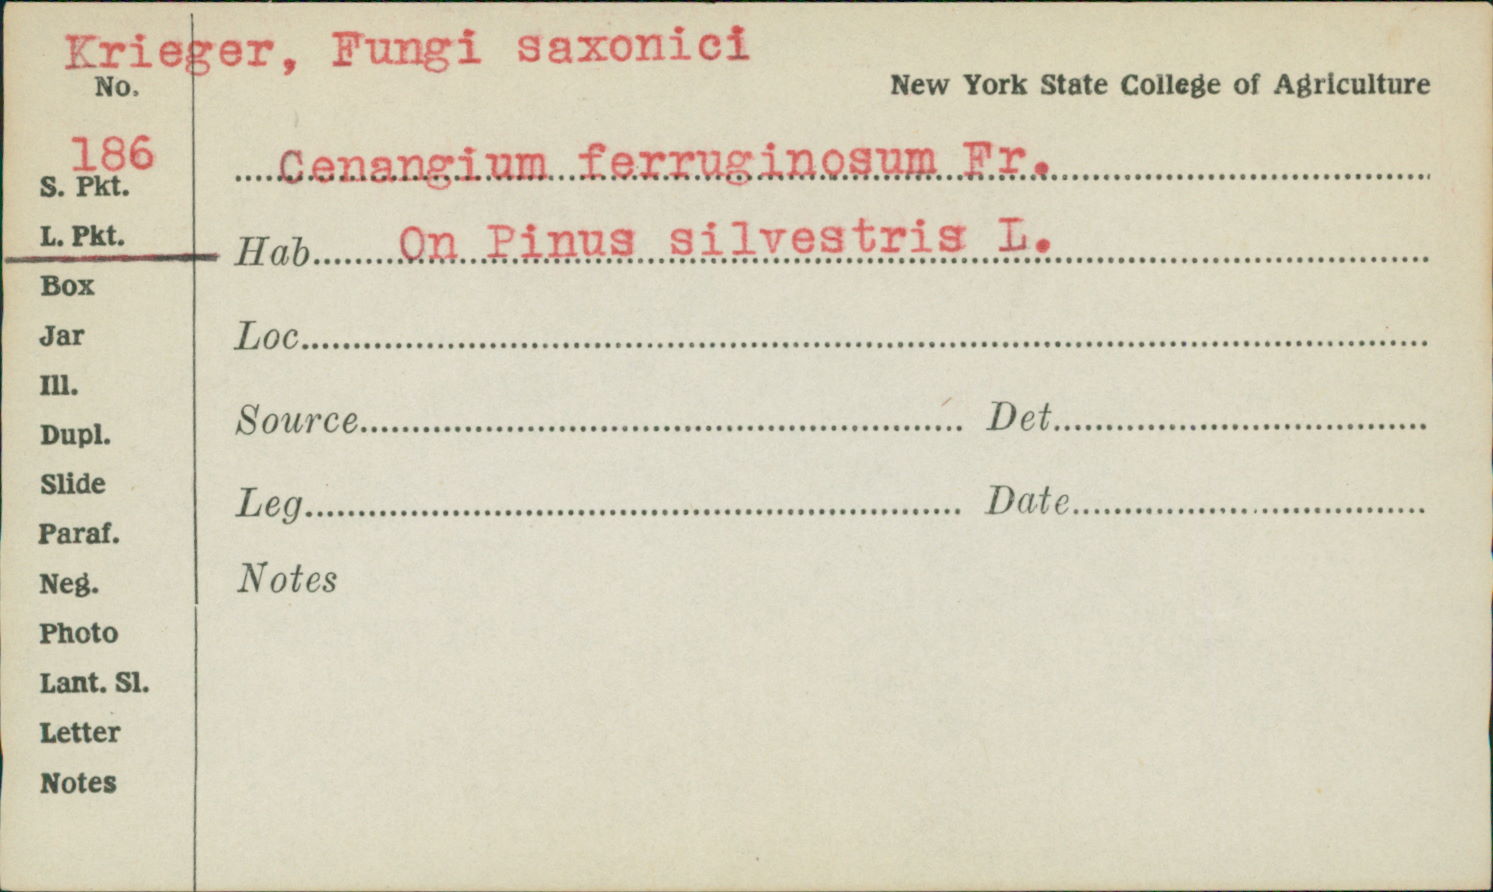 Krieger, Fungi saxonici
No.
New York State College of Agriculture
186
Cenangium ferruginosum Fr.
S. Pkt.
L. Pkt.
Hab. On Pinus silvestris L.
Box
Jar
Loc.
Ill.
Dupl.
Source Det.
Slide
Leg. Date
Paraf.
Neg.
Notes
Photo
Lant. Sl.
Letter
Notes